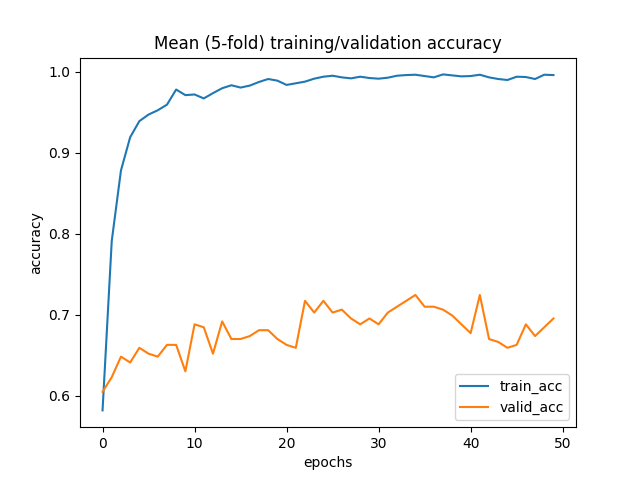 Mean (5-fold) training/validation accuracy
1.0
0.9
0.8
0.7
0.6
accuracy
0
10
20
30
40
50
epochs
train_acc
valid_acc